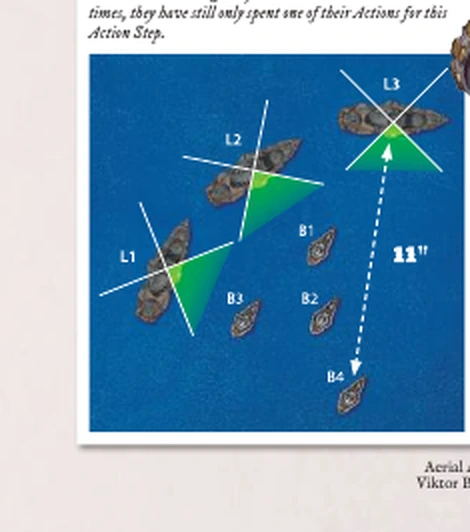 times, they have still only spent one of their Actions for this
Action Step.
L3
L2
B1
11"
L1
B3
B2
B4
Aerial
Viktor B